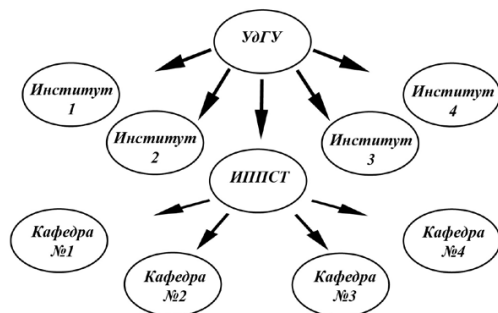 УдГУ
Институт
1
Институт
4
Институт
2
Институт
3
ИППСТ
Кафедра
№1
Кафедра
№4
Кафедра
№2
Кафедра
№3